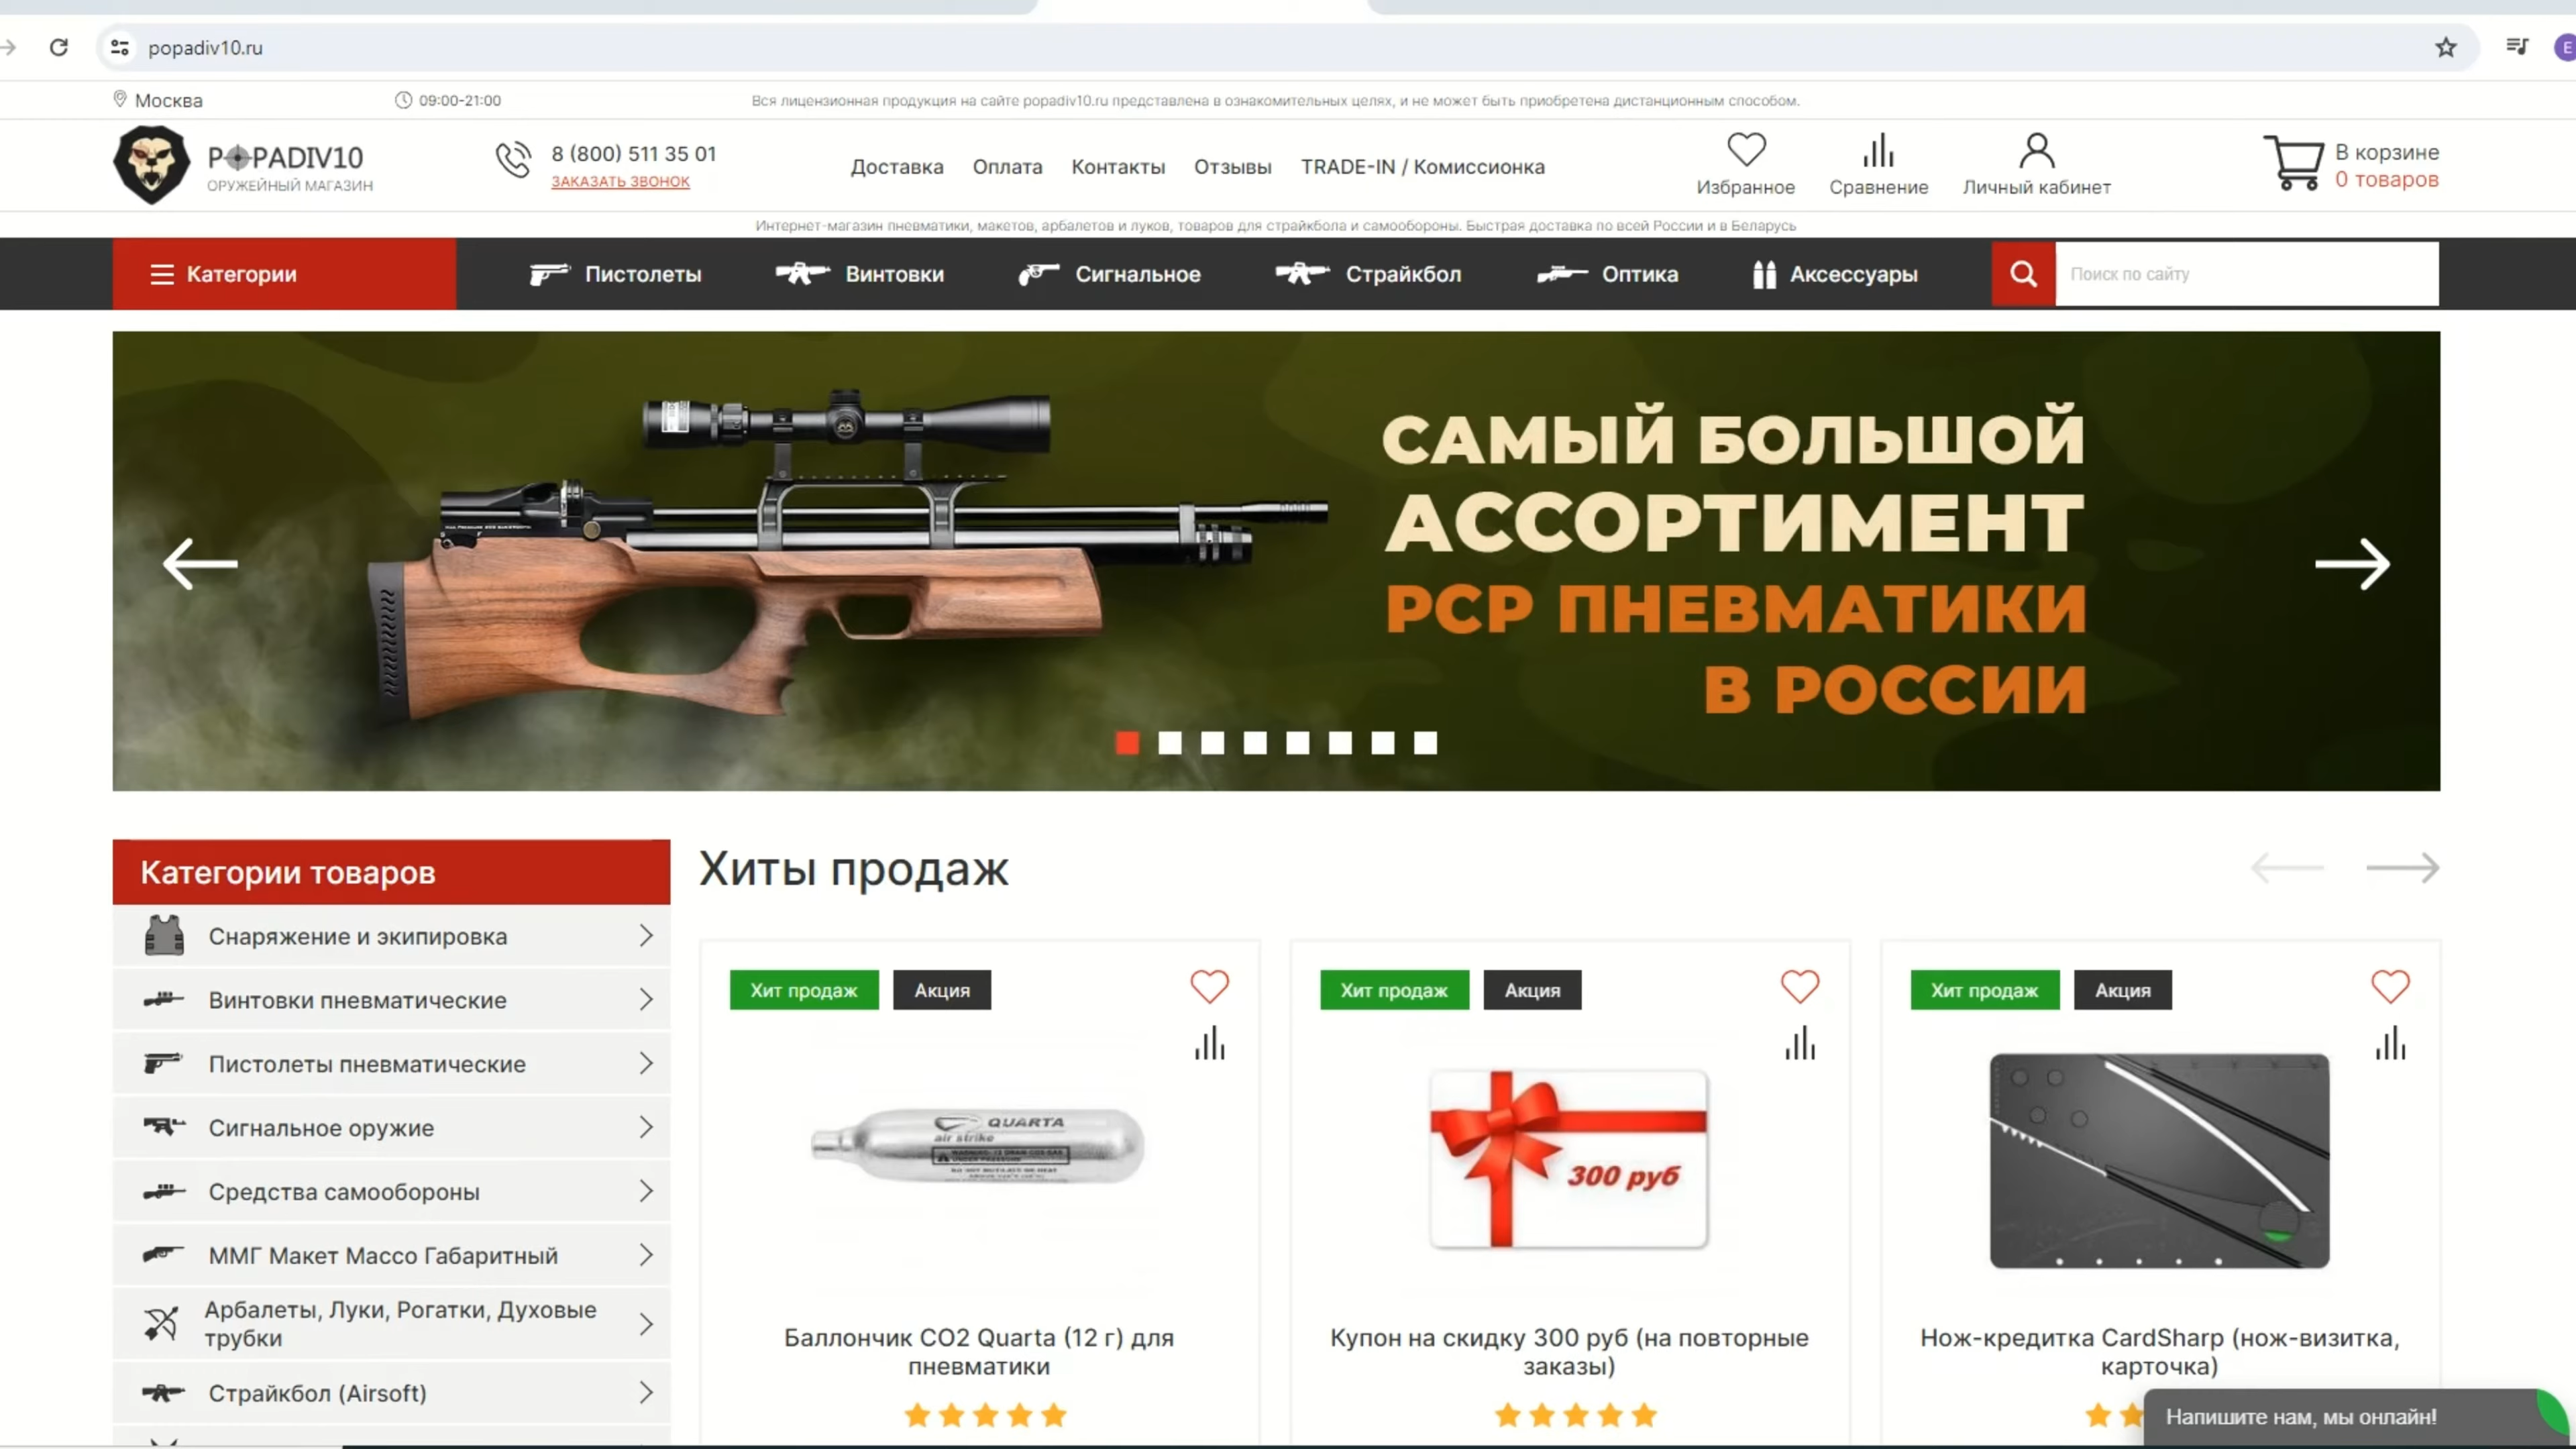 popadiv10.ru
E
Москва
09:00-21:00
Вся лицензионная продукция на сайте popadiv10.ru представлена в ознакомительных целях, и не может быть приобретена дистанционным способом.
POPADIV10
ОРУЖЕЙНЫЙ МАГАЗИН
8 (800) 511 35 01
ЗАКАЗАТЬ ЗВОНОК
Доставка
Оплата
Контакты
Отзывы
TRADE-IN / Комиссионка
Избранное
Сравнение
Личный кабинет
В корзине
0 товаров
Интернет-магазин пневматики, макетов, арбалетов и луков, товаров для страйкбола и самообороны. Быстрая доставка по всей России и в Беларусь
Категории
Пистолеты
Винтовки
Сигнальное
Страйкбол
Оптика
Аксессуары
Поиск по сайту
САМЫЙ БОЛЬШОЙ
АССОРТИМЕНТ
PCP ПНЕВМАТИКИ
В РОССИИ
Категории товаров
Снаряжение и экипировка
Винтовки пневматические
Пистолеты пневматические
Сигнальное оружие
Средства самообороны
ММГ Макет Массо Габаритный
Арбалеты, Луки, Рогатки, Духовые
трубки
Страйкбол (Airsoft)
Хиты продаж
Хит продаж
Акция
QUARTA
air strike
Баллончик CO2 Quarta (12 г) для
пневматики
Хит продаж
Акция
300 руб
Купон на скидку 300 руб (на повторные
заказы)
Хит продаж
Акция
Нож-кредитка CardSharp (нож-визитка,
карточка)
Напишите нам, мы онлайн!